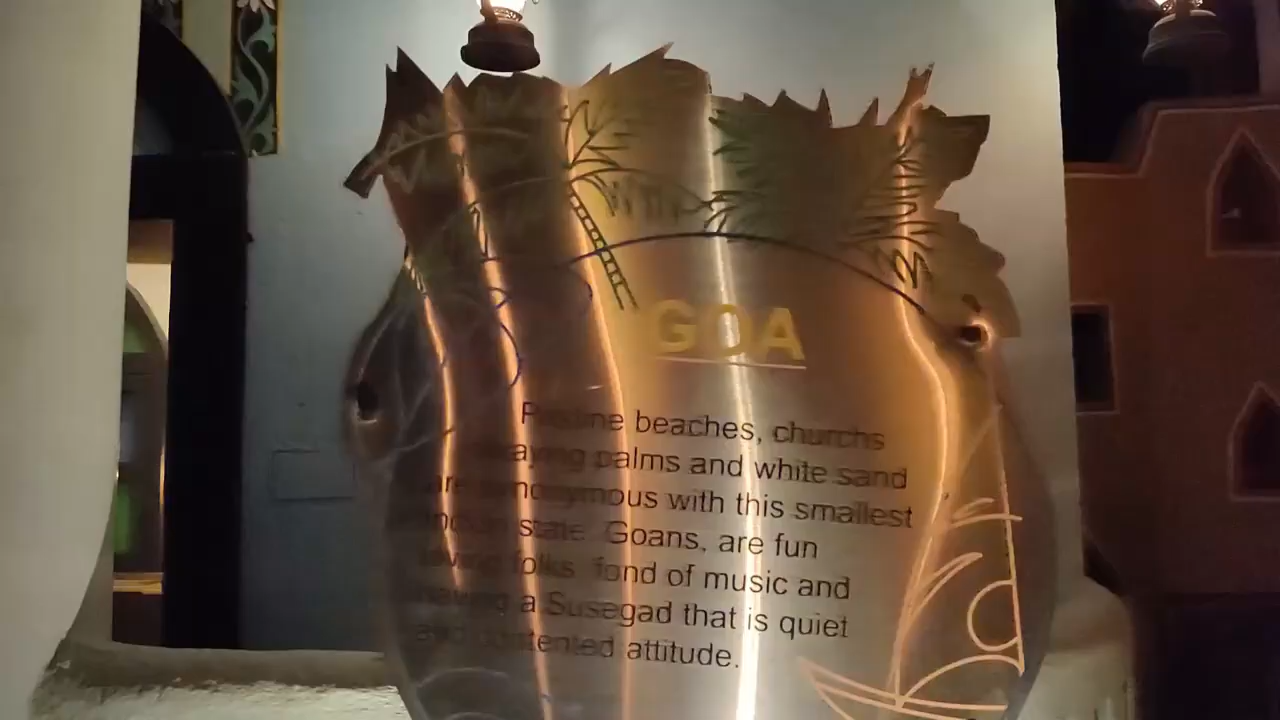 GOA
Pristine beaches, churchs
swaying palms and white sand
are synonymous with this smallest
Indian state. Goans, are fun
loving folks fond of music and
having a Susegad that is quiet
and contented attitude.